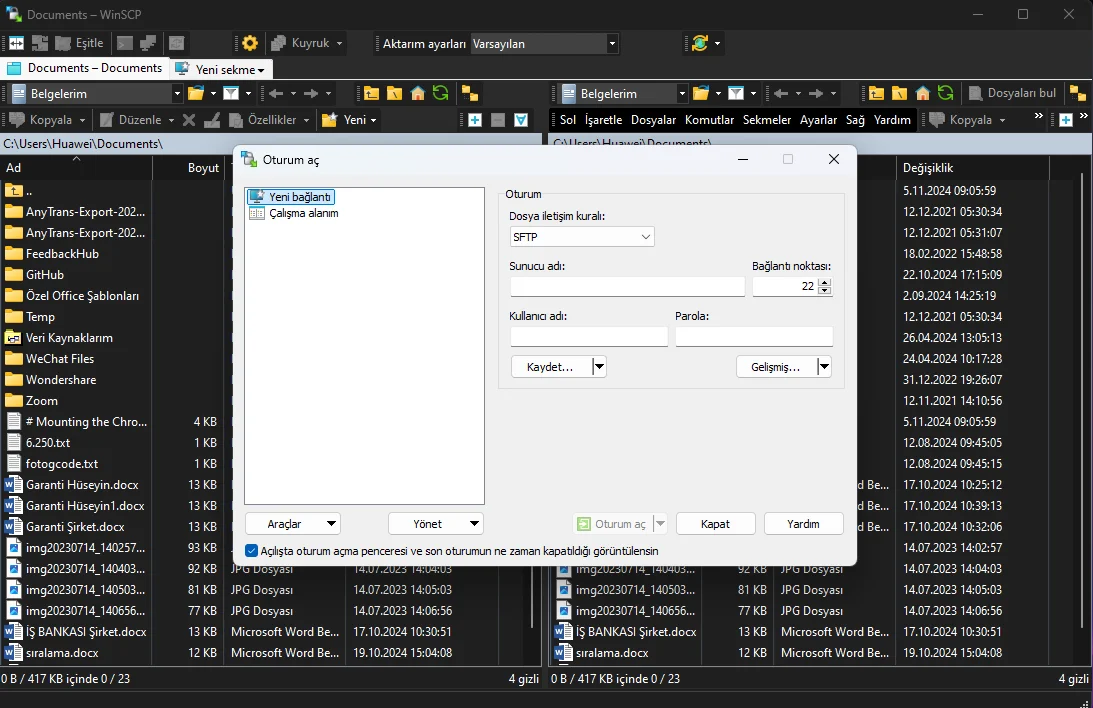 Documents – WinSCP
Eşitle
Kuyruk
Aktarım ayarları Varsayılan
Documents – Documents
Yeni sekme
Belgelerim
Belgelerim
Dosyaları bul
Kopyala
Düzenle
Özellikler
Yeni
Sol İşaretle Dosyalar Komutlar Sekmeler Ayarlar Sağ Yardım
Kopyala
C:\Users\Huawei\Documents\
C:\Users\Huawei\Documents\
Ad Boyut
Değişiklik
..
5.11.2024 09:05:59
AnyTrans-Export-202...
12.12.2021 05:30:34
AnyTrans-Export-202...
12.12.2021 05:31:07
FeedbackHub
18.02.2022 15:48:58
GitHub
22.10.2024 17:15:09
Özel Office Şablonları
2.09.2024 14:25:19
Temp
12.12.2021 05:30:34
Veri Kaynaklarım
26.04.2024 13:05:13
WeChat Files
24.04.2024 10:17:28
Wondershare
31.12.2022 19:26:07
Zoom
12.11.2021 14:10:56
# Mounting the Chro... 4 KB
5.11.2024 09:05:59
6.250.txt 1 KB
12.08.2024 09:45:05
fotogcode.txt 1 KB
12.08.2024 09:45:15
Garanti Hüseyin.docx 13 KB
d Be... 17.10.2024 10:25:12
Garanti Hüseyin1.docx 13 KB
d Be... 17.10.2024 10:39:13
Garanti Şirket.docx 13 KB
d Be... 17.10.2024 10:32:06
img20230714_140257... 93 KB
14.07.2023 14:02:57
img20230714_140403... 92 KB JPG Dosyası 14.07.2023 14:04:03
img20230714_140403... 92 KB JPG Dosyası 14.07.2023 14:04:03
img20230714_140503... 81 KB JPG Dosyası 14.07.2023 14:05:03
img20230714_140503... 81 KB JPG Dosyası 14.07.2023 14:05:03
img20230714_140656... 77 KB JPG Dosyası 14.07.2023 14:06:56
img20230714_140656... 77 KB JPG Dosyası 14.07.2023 14:06:56
İŞ BANKASI Şirket.docx 13 KB Microsoft Word Be... 17.10.2024 10:30:51
İŞ BANKASI Şirket.docx 13 KB Microsoft Word Be... 17.10.2024 10:30:51
sıralama.docx 12 KB Microsoft Word Be... 19.10.2024 15:04:08
sıralama.docx 12 KB Microsoft Word Be... 19.10.2024 15:04:08
0 B / 417 KB içinde 0 / 23
4 gizli
0 B / 417 KB içinde 0 / 23
4 gizli
Oturum aç
Yeni bağlantı
Çalışma alanım
Oturum
Dosya iletişim kuralı:
SFTP
Sunucu adı: Bağlantı noktası:
22
Kullanıcı adı: Parola:
Kaydet... Gelişmiş...
Araçlar Yönet Oturum aç Kapat Yardım
Açılışta oturum açma penceresi ve son oturumun ne zaman kapatıldığı görüntülensin